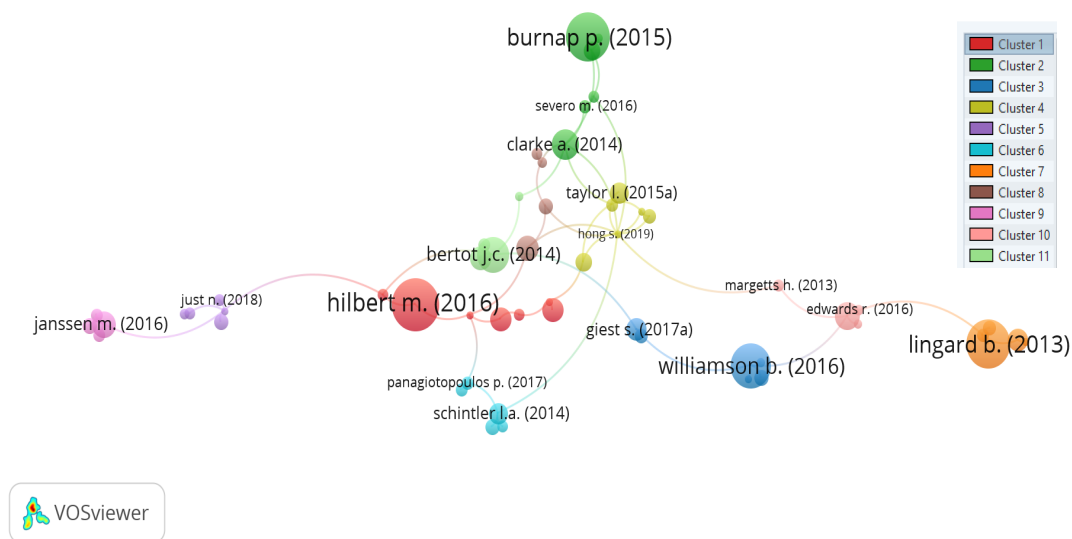 burnap p. (2015)
severo m. (2016)
clarke a. (2014)
taylor l. (2015a)
hong s. (2019)
bertot j.c. (2014)
margetts h. (2013)
just n. (2018)
hilbert m. (2016)
edwards r. (2016)
janssen m. (2016)
giest s. (2017a)
lingard b. (2013)
williamson b. (2016)
panagiotopoulos p. (2017)
schintler l.a. (2014)
Cluster 1
Cluster 2
Cluster 3
Cluster 4
Cluster 5
Cluster 6
Cluster 7
Cluster 8
Cluster 9
Cluster 10
Cluster 11
VOSviewer